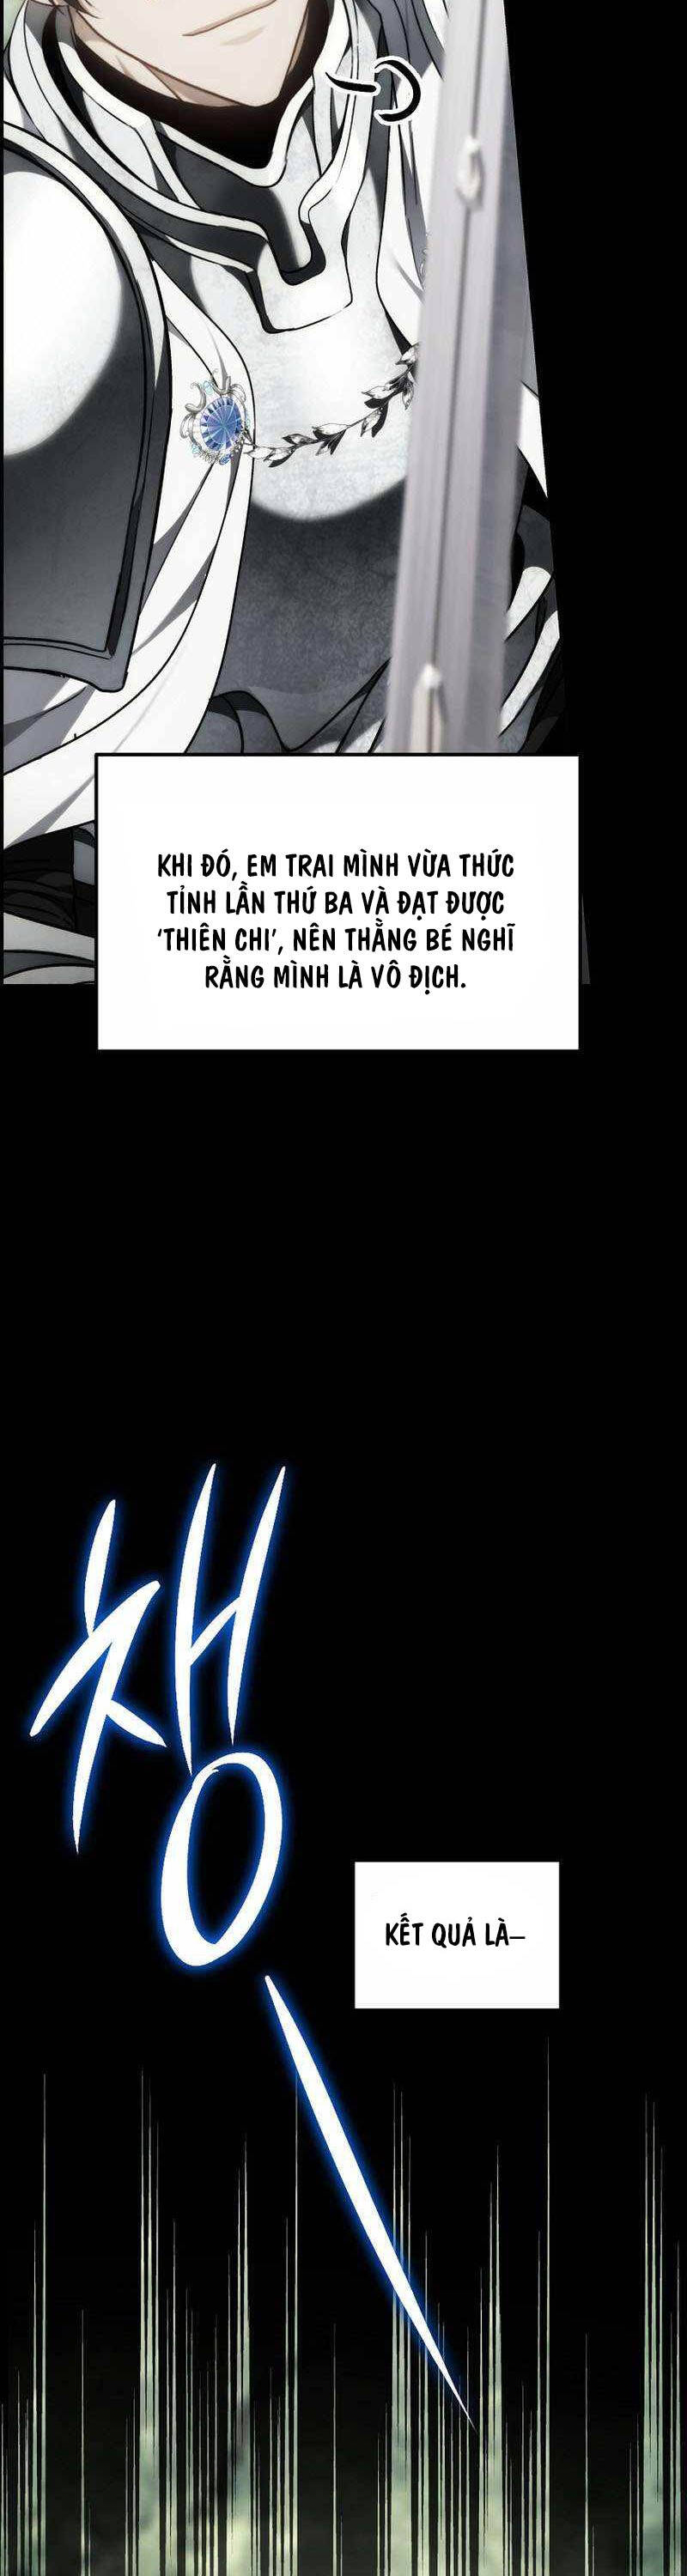 KHI ĐÓ, EM TRAI MÌNH VỪA THỨC
TỈNH LẦN THỨ BA VÀ ĐẠT ĐƯỢC
‘THIÊN CHI’, NÊN THẰNG BÉ NGHĨ
RẰNG MÌNH LÀ VÔ ĐỊCH.
챙
KẾT QUẢ LÀ–